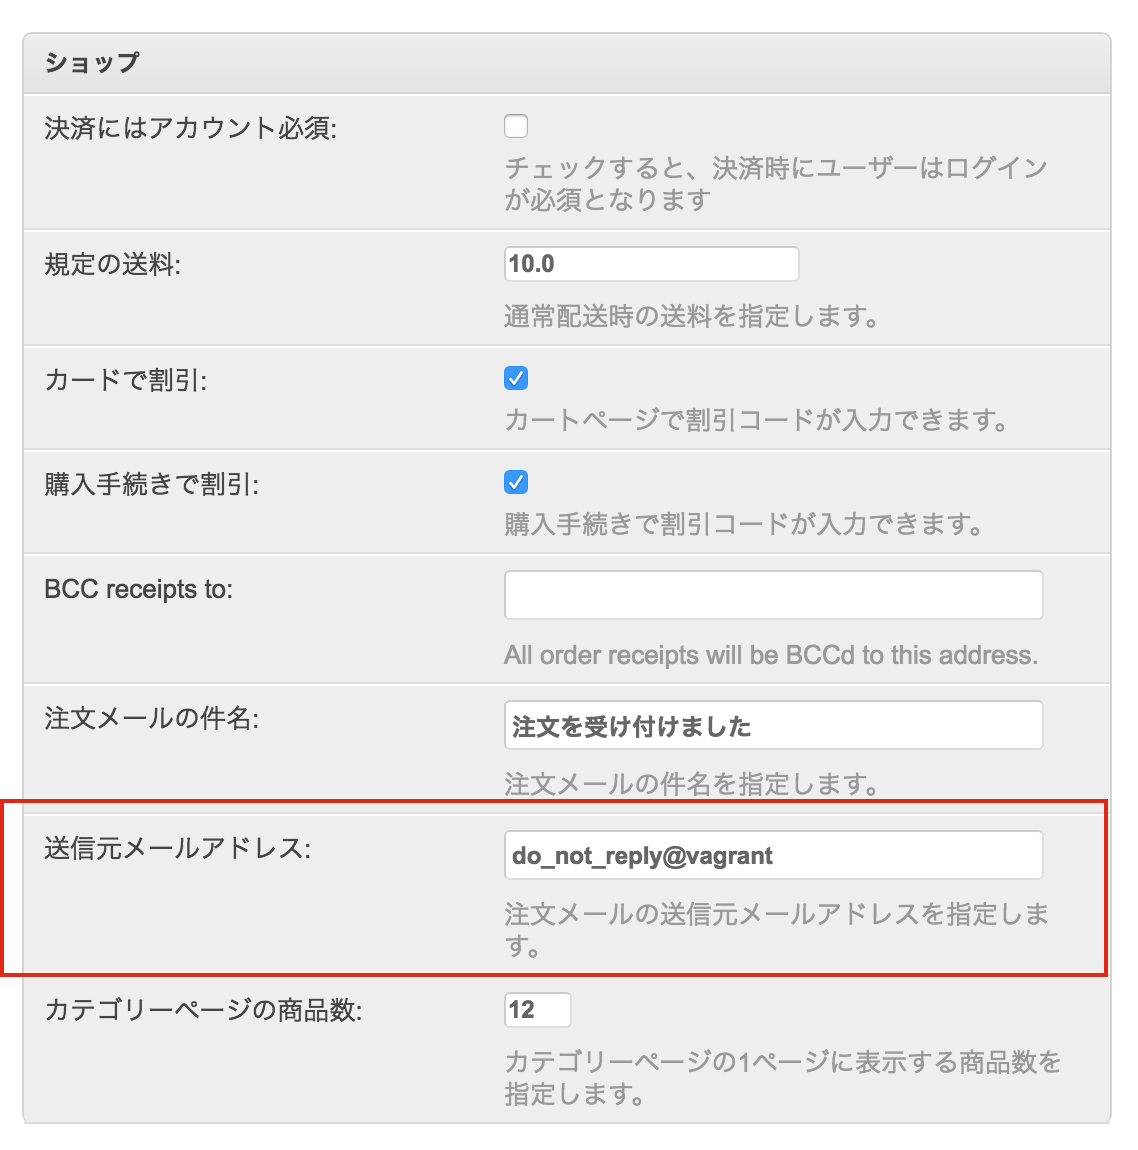 ショップ
決済にはアカウント必須:
チェックすると、決済時にユーザーはログイン
が必須となります
規定の送料:
10.0
通常配送時の送料を指定します。
カードで割引:
カートページで割引コードが入力できます。
購入手続きで割引:
購入手続きで割引コードが入力できます。
BCC receipts to:
All order receipts will be BCCd to this address.
注文メールの件名:
注文を受け付けました
注文メールの件名を指定します。
送信元メールアドレス:
do_not_reply@vagrant
注文メールの送信元メールアドレスを指定しま
す。
カテゴリーページの商品数:
12
カテゴリーページの1ページに表示する商品数を
指定します。